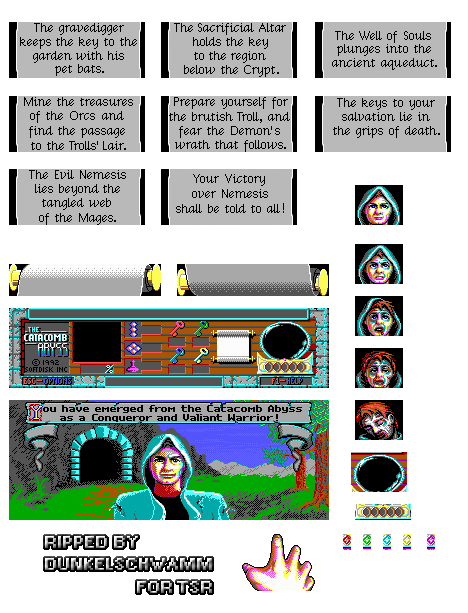 The gravedigger
keeps the key to the
garden with his
pet bats.
The Sacrificial Altar
holds the key
to the region
below the Crypt.
The Well of Souls
plunges into the
ancient aqueduct.
Mine the treasures
of the Orcs and
find the passage
to the Trolls' Lair.
Prepare yourself for
the brutish Troll, and
fear the Demon's
wrath that follows.
The keys to your
salvation lie in
the grips of death.
The Evil Nemesis
lies beyond the
tangled web
of the Mages.
Your Victory
over Nemesis
shall be told to all!
THE
CATACOMB
ABYSS
© 1992
SOFTDISK INC
ESC-OPTIONS
%
F1-HELP
You have emerged from the Catacomb Abyss
as a Conqueror and Valiant Warrior!
RIPPED BY
DUNKELSCHWAMM
FOR TSR